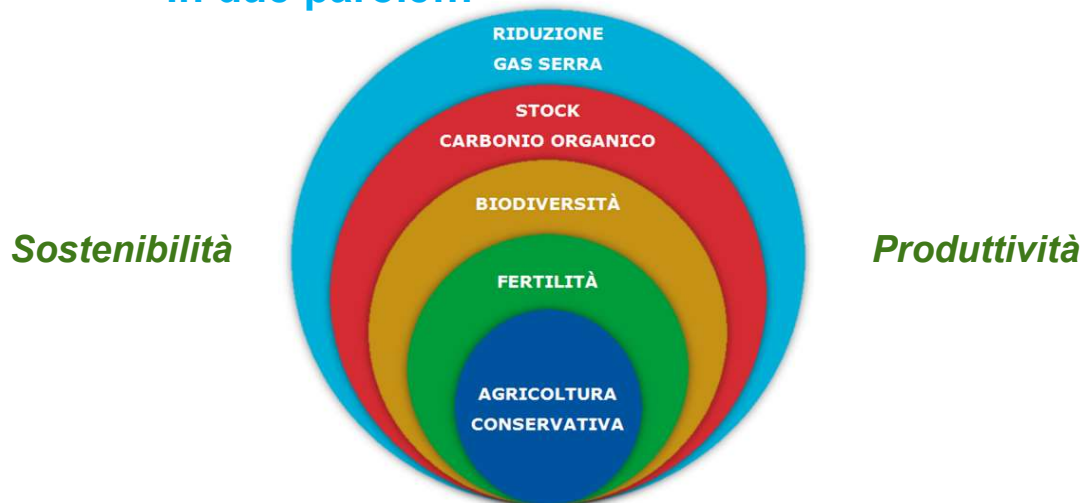 RIDUZIONE
GAS SERRA
STOCK
CARBONIO ORGANICO
BIODIVERSITÀ
Sostenibilità
Produttività
FERTILITÀ
AGRICOLTURA
CONSERVATIVA